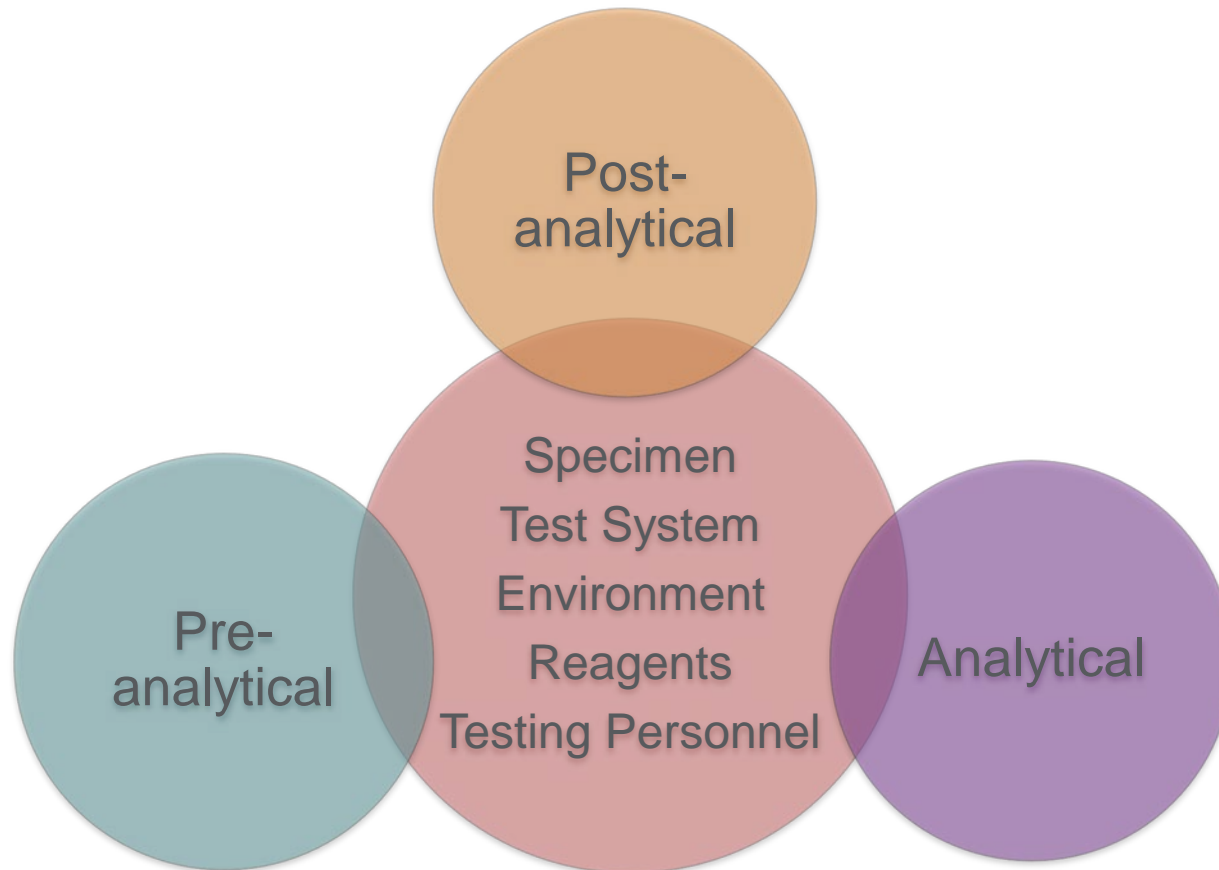 Post-
analytical
Specimen
Test System
Environment
Reagents
Testing Personnel
Pre-
analytical
Analytical